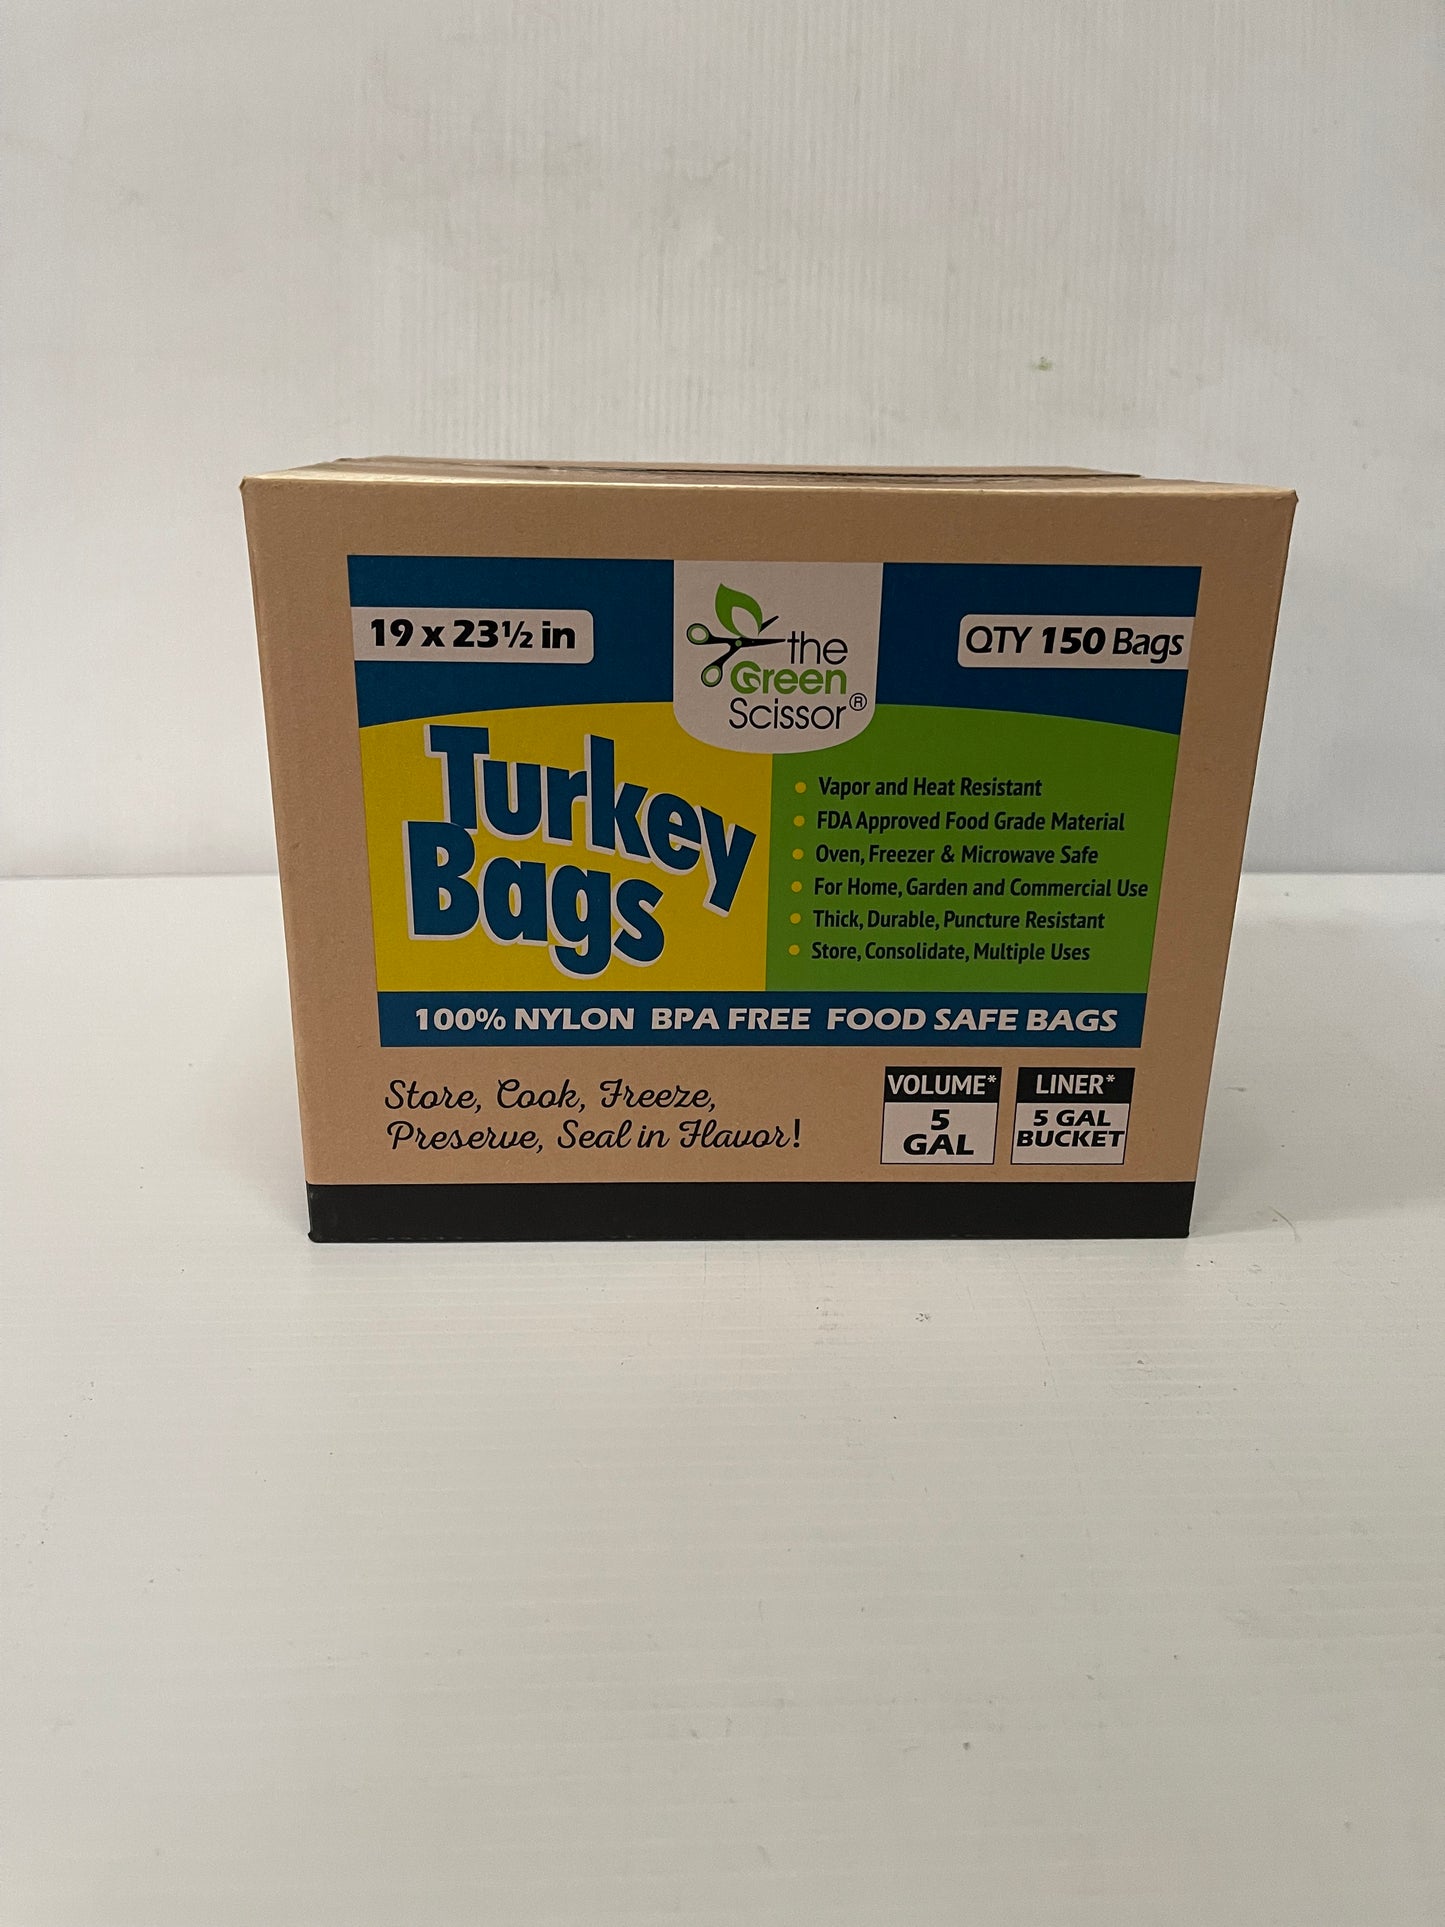 19 x 23½ in
the
Green
Scissor®
QTY 150 Bags
Turkey
Bags
• Vapor and Heat Resistant
• FDA Approved Food Grade Material
• Oven, Freezer & Microwave Safe
• For Home, Garden and Commercial Use
• Thick, Durable, Puncture Resistant
• Store, Consolidate, Multiple Uses
100% NYLON BPA FREE FOOD SAFE BAGS
Store, Cook, Freeze,
Preserve, Seal in Flavor!
VOLUME*
5
GAL
LINER*
5 GAL
BUCKET